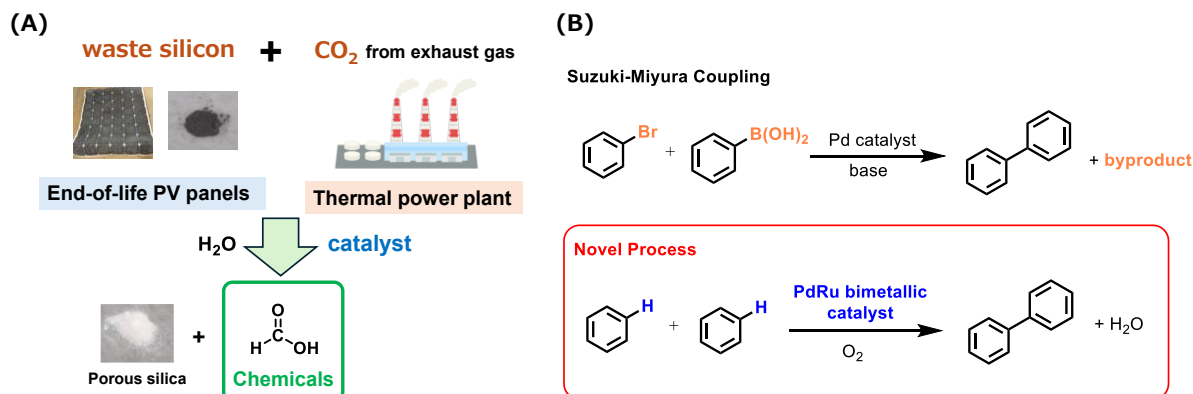 (A)
waste silicon + CO₂ from exhaust gas
End-of-life PV panels
Thermal power plant
H₂O
catalyst
Porous silica
+
O
H C OH
Chemicals
(B)
Suzuki-Miyura Coupling
Br + B(OH)₂
Pd catalyst
base
+ byproduct
Novel Process
H + H
PdRu bimetallic
catalyst
O₂
+ H₂O